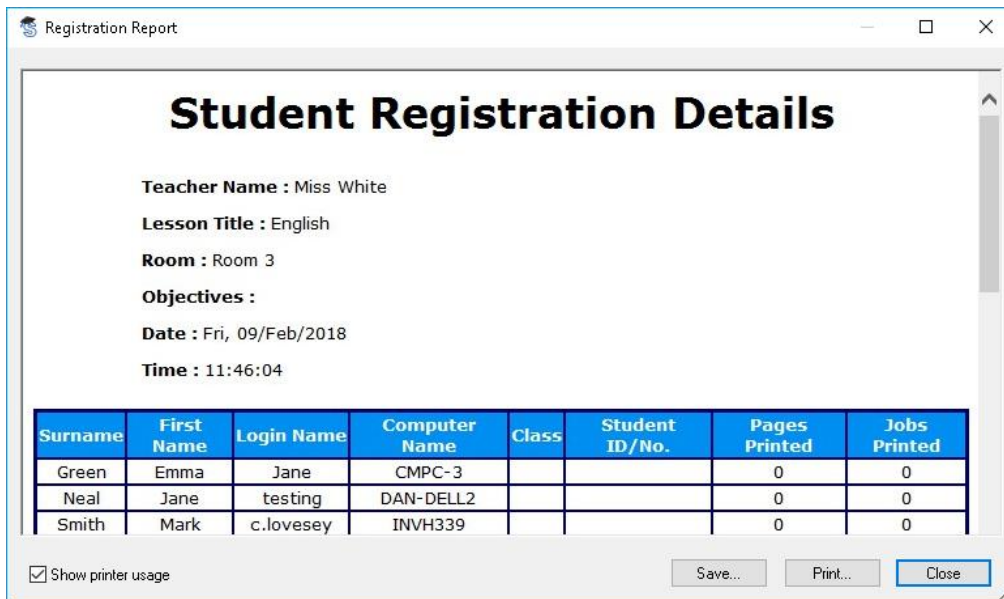 Registration Report
Student Registration Details
Teacher Name : Miss White
Lesson Title : English
Room : Room 3
Objectives :
Date : Fri, 09/Feb/2018
Time : 11:46:04
Surname First Name Login Name Computer Name Class Student ID/No. Pages Printed Jobs Printed
Green Emma Jane CMPC-3 0 0
Neal Jane testing DAN-DELL2 0 0
Smith Mark c.lovesey INVH339 0 0
Show printer usage Save... Print... Close